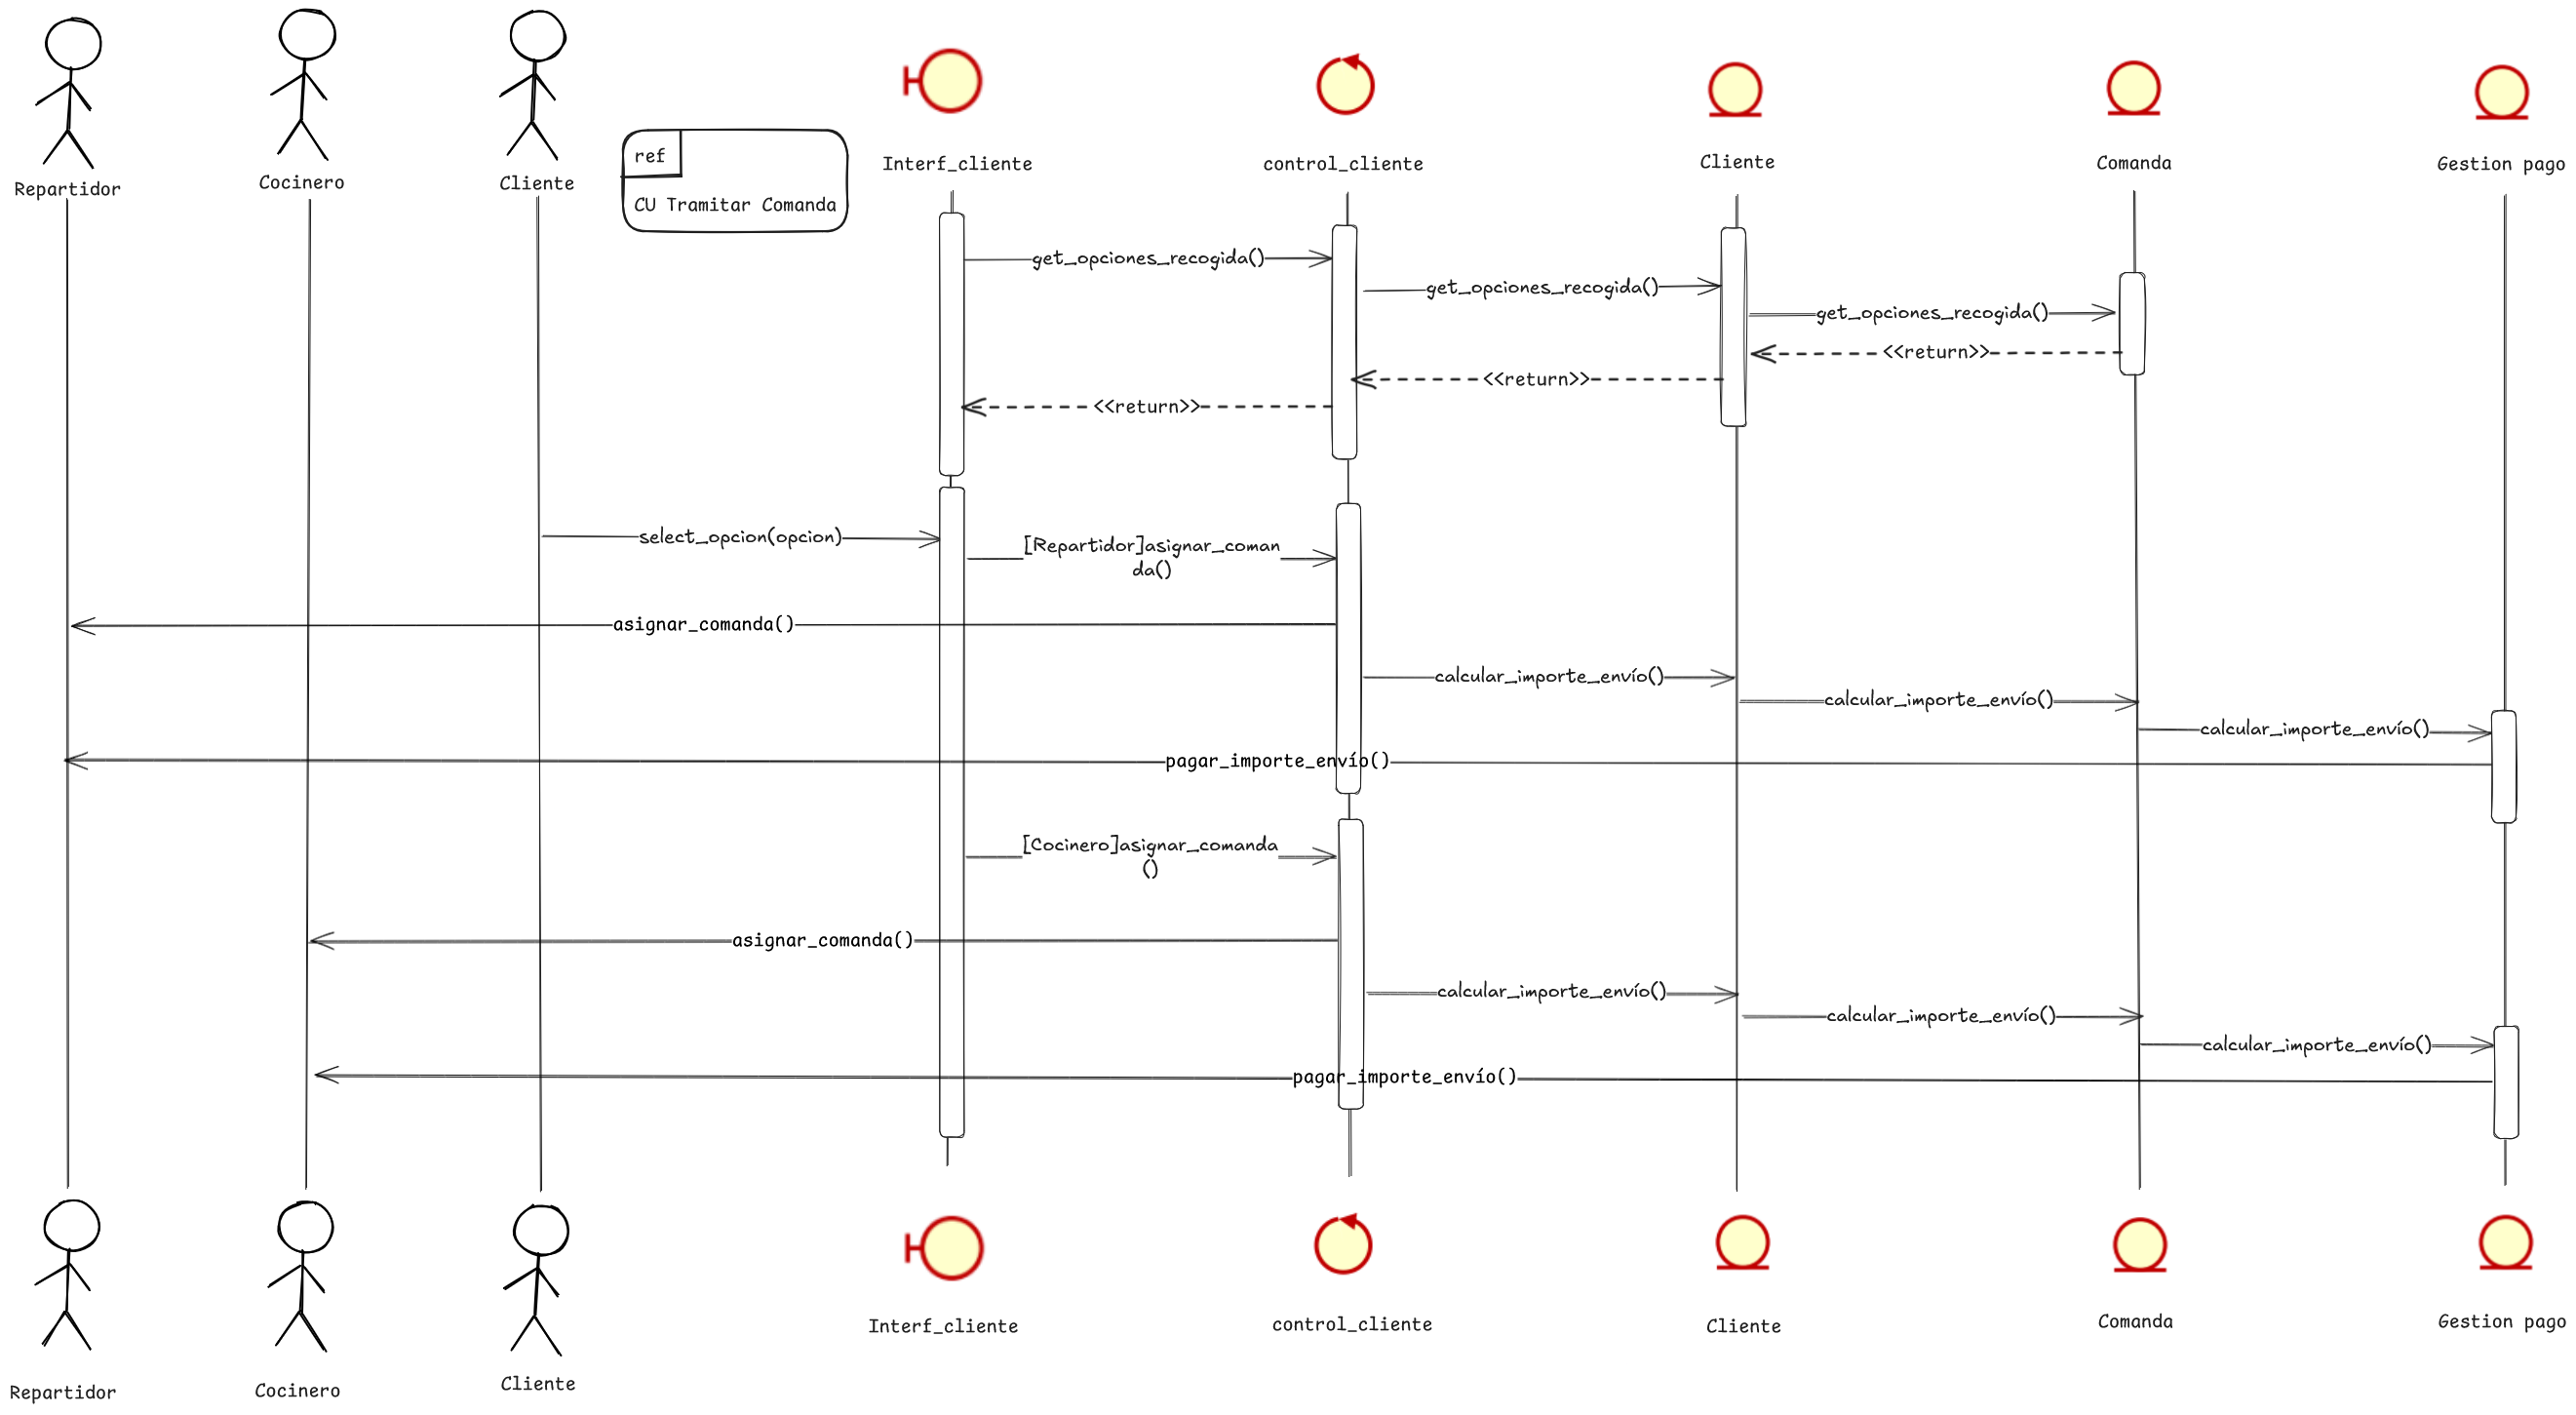 Repartidor
Cocinero
Cliente
Interf_cliente
control_cliente
Cliente
Comanda
Gestion pago
ref
CU Tramitar Comanda
get_opciones_recogida()
get_opciones_recogida()
get_opciones_recogida()
<<return>>
<<return>>
<<return>>
select_opcion(opcion)
[Repartidor]asignar_coman
da()
asignar_comanda()
calcular_importe_envío()
calcular_importe_envío()
calcular_importe_envío()
pagar_importe_envío()
[Cocinero]asignar_comanda
()
asignar_comanda()
calcular_importe_envío()
calcular_importe_envío()
calcular_importe_envío()
pagar_importe_envío()
Repartidor
Cocinero
Cliente
Interf_cliente
control_cliente
Cliente
Comanda
Gestion pago